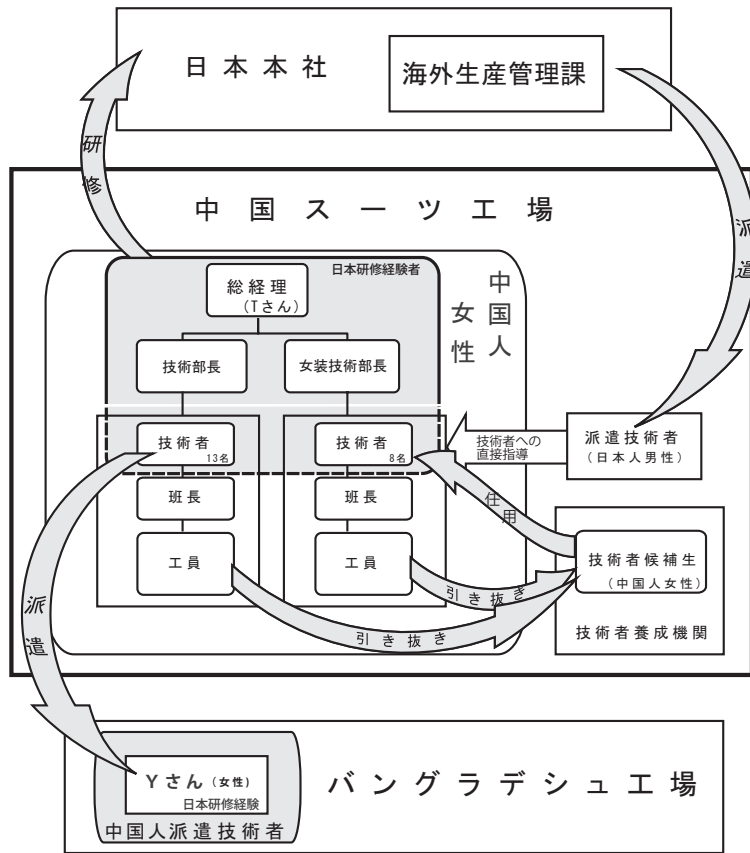 日本本社
海外生産管理課
研修
派遣
中国スーツ工場
日本研修経験者
中国人
女性
総経理
(Tさん)
技術部長
女装技術部長
技術者
13名
技術者
8名
技術者への
直接指導
派遣技術者
(日本人男性)
班長
班長
任用
工員
工員
技術者候補生
(中国人女性)
技術者養成機関
引き抜き
引き抜き
派遣
Yさん(女性)
日本研修経験
中国人派遣技術者
バングラデシュ工場